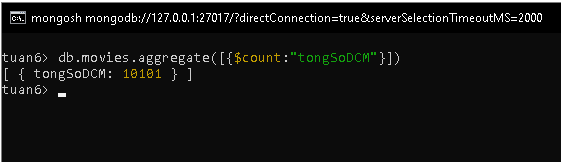 mongosh mongodb://127.0.0.1:27017/?directConnection=true&serverSelectionTimeoutMS=2000
tuan6> db.movies.aggregate([{$count:"tongSoDCM"}])
[ { tongSoDCM: 10101 } ]
tuan6>